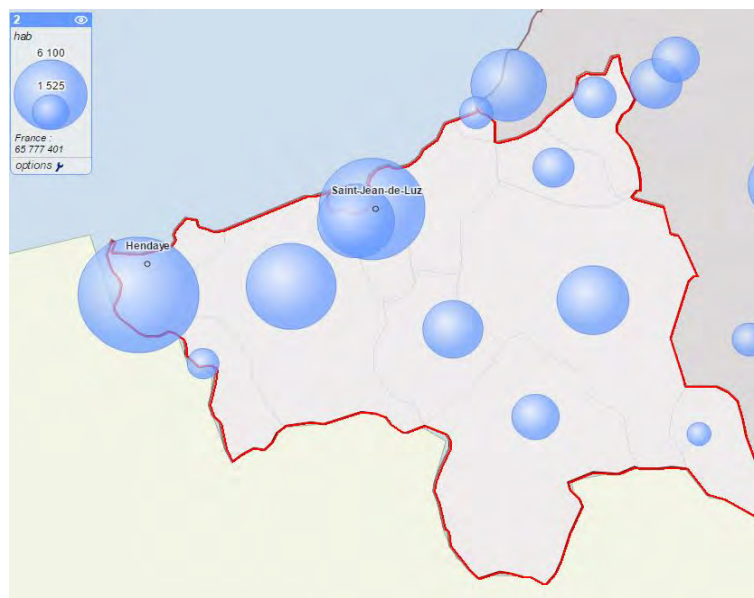 2
hab
6 100
1 525
France :
65 777 401
options
Saint-Jean-de-Luz
Hendaye